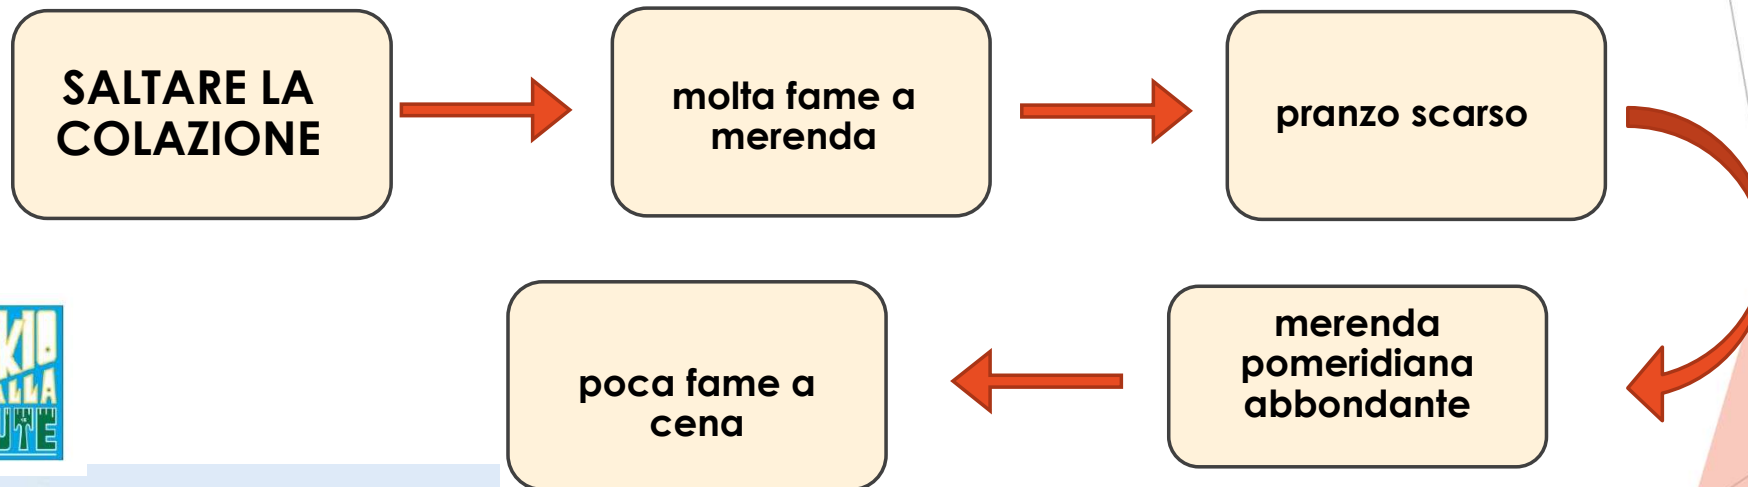 SALTARE LA
COLAZIONE
molta fame a
merenda
pranzo scarso
merenda
pomeridiana
abbondante
poca fame a
cena